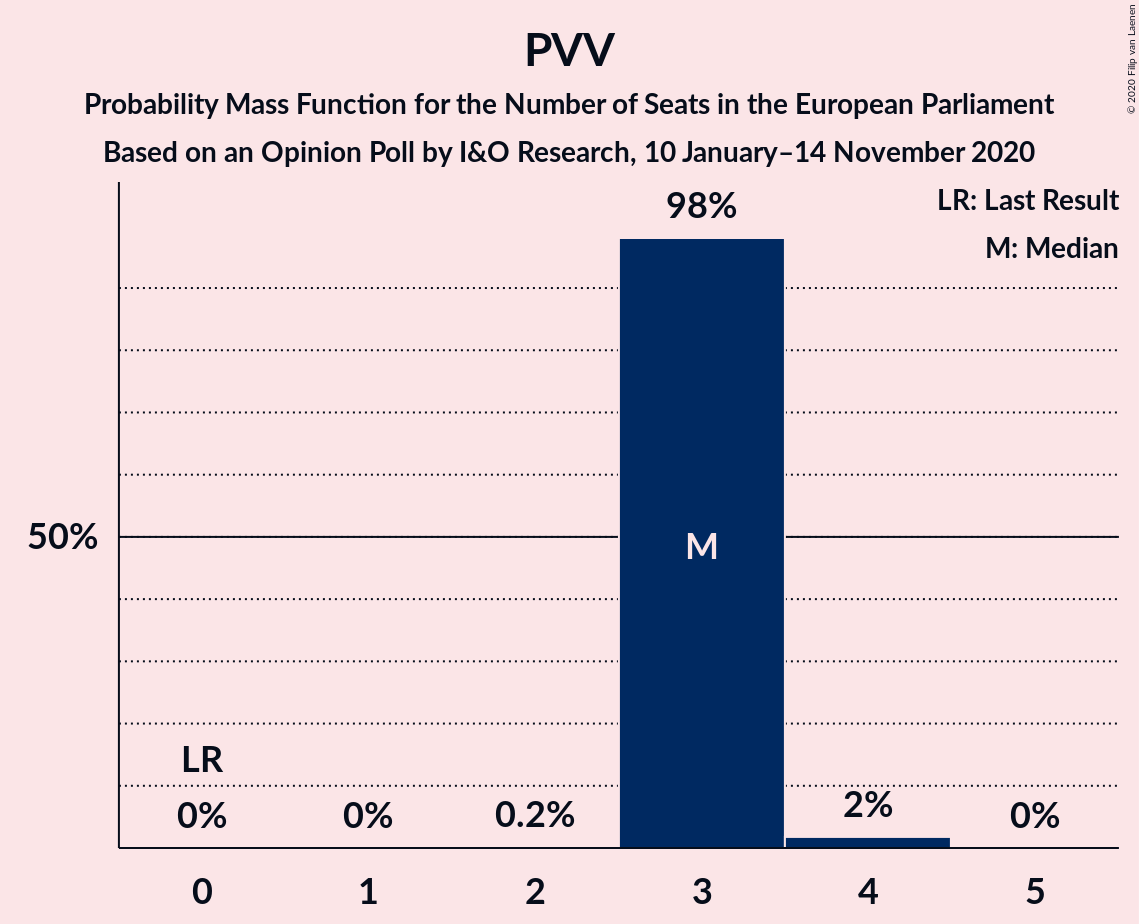 PVV
Probability Mass Function for the Number of Seats in the European Parliament
Based on an Opinion Poll by I&O Research, 10 January–14 November 2020
© 2020 Filip van Laenen
LR: Last Result
M: Median
98%
50%
M
LR
0%
0%
0.2%
2%
0%
0
1
2
3
4
5